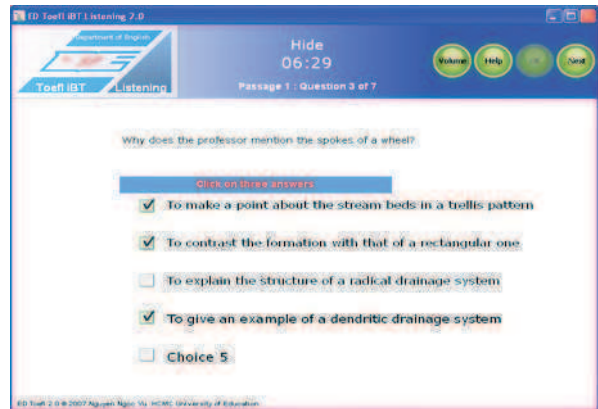 ED Toefl iBT Listening 7.0
Department of English
Toefl iBT
Listening
Hide
06:29
Passage 1 : Question 3 of 7
Volume
Help
OK
Next
Why does the professor mention the spokes of a wheel?
Click on three answers
To make a point about the stream beds in a trellis pattern
To contrast the formation with that of a rectangular one
To explain the structure of a radical drainage system
To give an example of a dendritic drainage system
Choice 5
ED Toefl 2.0 © 2007 Nguyen Ngoc Vu HCMC University of Education